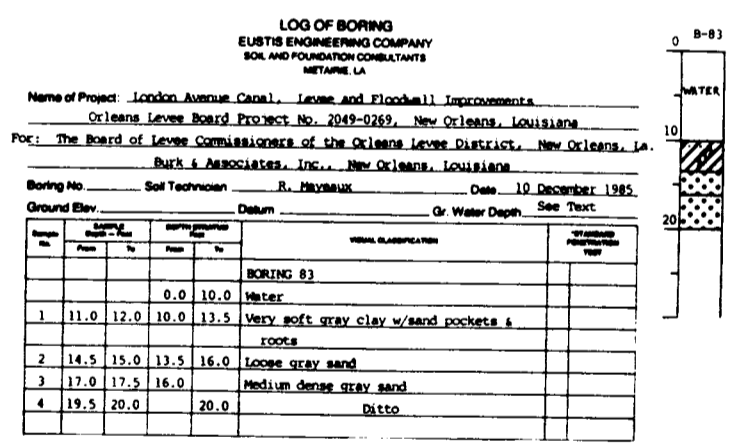 LOG OF BORING
EUSTIS ENGINEERING COMPANY
SOIL AND FOUNDATION CONSULTANTS
METAIRIE, LA
Name of Project: London Avenue Canal, Levee and Floodwall Improvements
Orleans Levee Board Project No. 2049-0269, New Orleans, Louisiana
For: The Board of Levee Commissioners of the Orleans Levee District, New Orleans, La.
Burk & Associates, Inc., New Orleans, Louisiana
Boring No. Soil Technician R. Mayeaux Date 10 December 1985
Ground Elev. Datum Gr. Water Depth See Text
Sample No. SAMPLE Depth — Feet From To DEPTH STRATUM Feet From To VISUAL CLASSIFICATION *STANDARD PENETRATION TEST
BORING 83
0.0 10.0 Water
1 11.0 12.0 10.0 13.5 Very soft gray clay w/sand pockets &
roots
2 14.5 15.0 13.5 16.0 Loose gray sand
3 17.0 17.5 16.0 Medium dense gray sand
4 19.5 20.0 20.0 Ditto
B-83
0
WATER
10
20